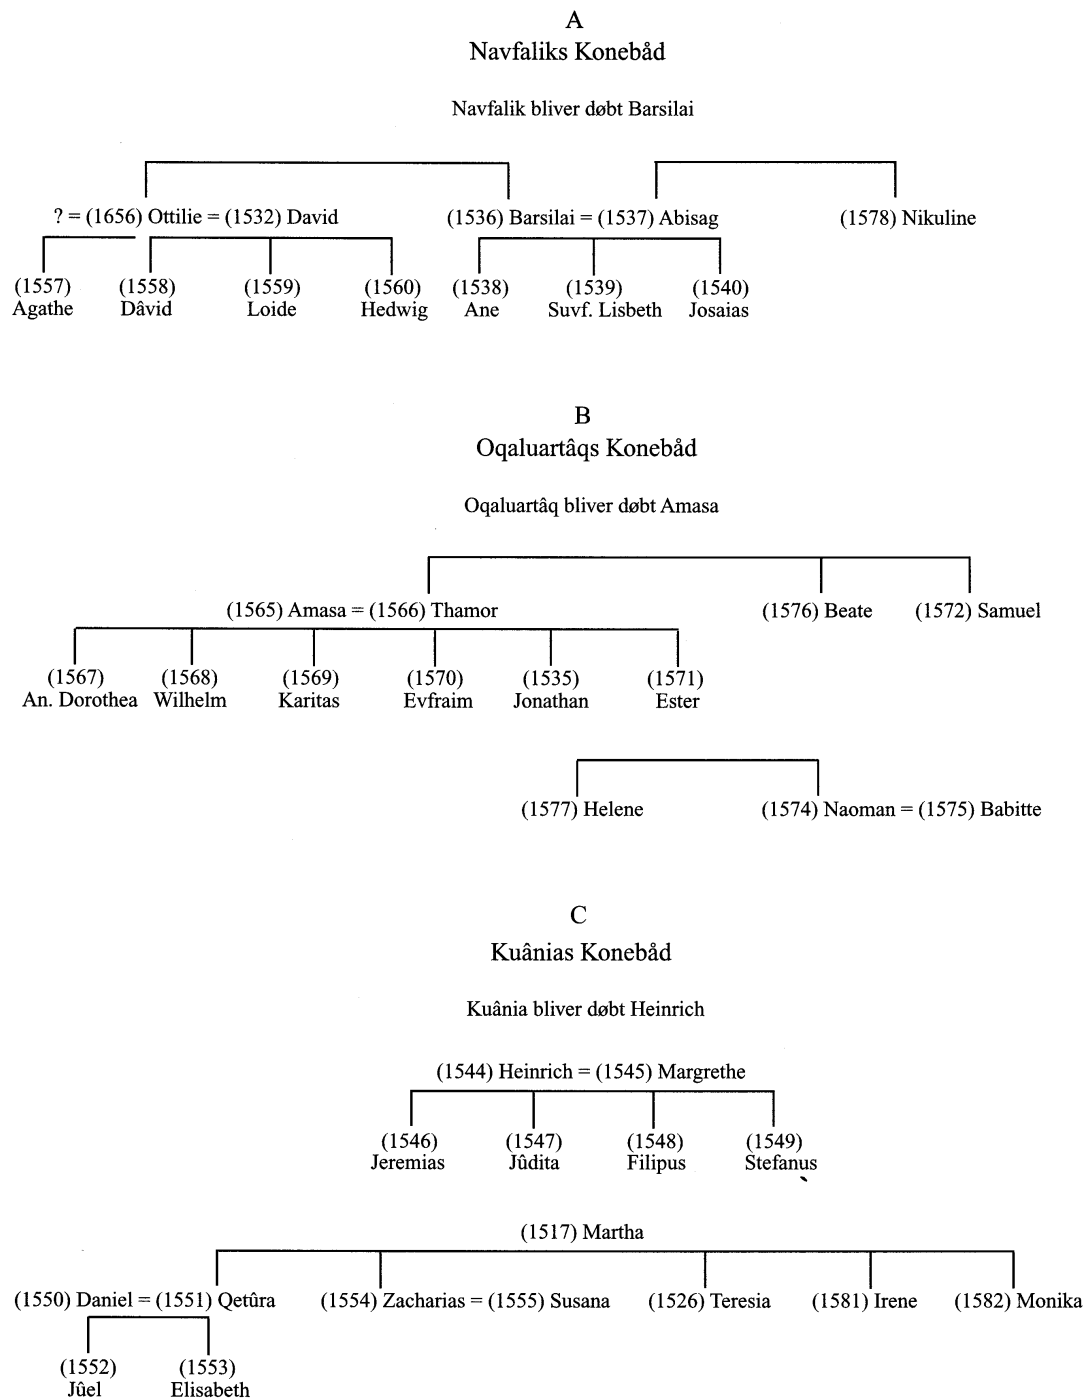 A
Navfaliks Konebåd
Navfalik bliver døbt Barsilai
? = (1656) Ottilie = (1532) David (1536) Barsilai = (1537) Abisag (1578) Nikuline
(1557) (1558) (1559) (1560) (1538) (1539) (1540)
Agathe Dâvid Loide Hedwig Ane Suvf. Lisbeth Josaias
B
Oqaluartâqs Konebåd
Oqaluartâq bliver døbt Amasa
(1565) Amasa = (1566) Thamor (1576) Beate (1572) Samuel
(1567) (1568) (1569) (1570) (1535) (1571)
An. Dorothea Wilhelm Karitas Evfraim Jonathan Ester
(1577) Helene (1574) Naoman = (1575) Babitte
C
Kuânias Konebåd
Kuânia bliver døbt Heinrich
(1544) Heinrich = (1545) Margrethe
(1546) (1547) (1548) (1549)
Jeremias Jûdita Filipus Stefanus
(1517) Martha
(1550) Daniel = (1551) Qetûra (1554) Zacharias = (1555) Susana (1526) Teresia (1581) Irene (1582) Monika
(1552) (1553)
Jûel Elisabeth